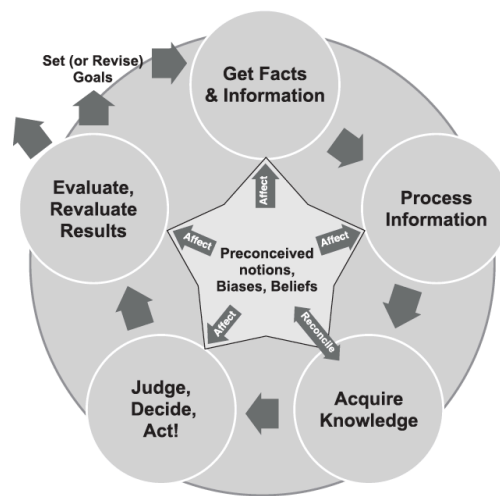 Set (or Revise)
Goals
Get Facts
& Information
Evaluate,
Revaluate
Results
Process
Information
Affect
Affect
Affect
Preconceived
notions,
Biases, Beliefs
Affect
Reconcile
Judge,
Decide,
Act!
Acquire
Knowledge